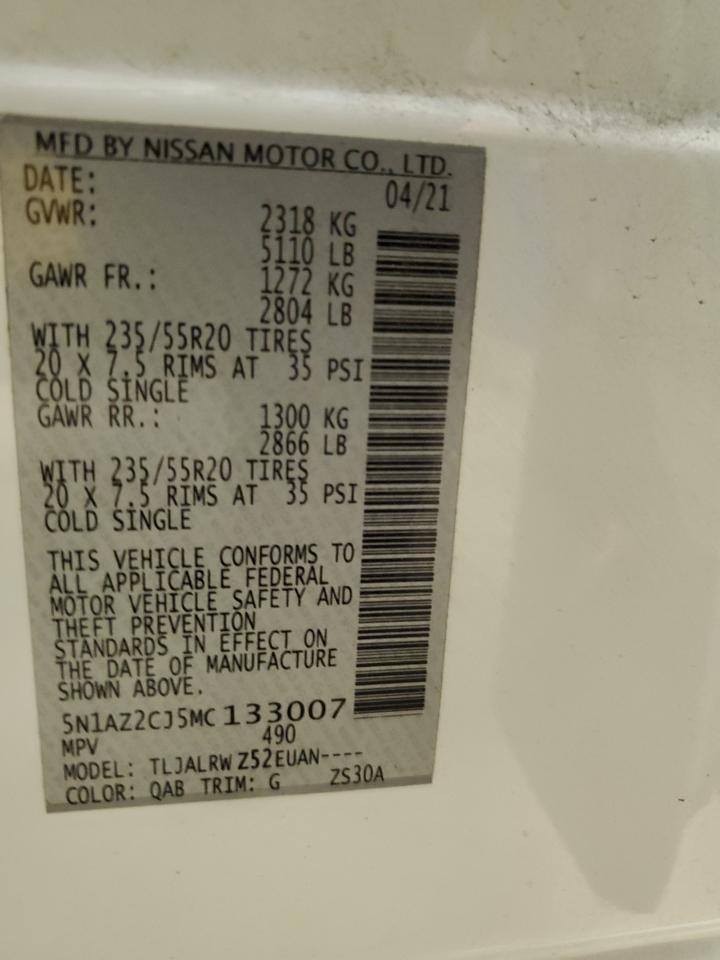 MFD BY NISSAN MOTOR CO., LTD.
DATE: 04/21
GVWR: 2318 KG
5110 LB
GAWR FR.: 1272 KG
2804 LB
WITH 235/55R20 TIRES
20 X 7.5 RIMS AT 35 PSI
COLD SINGLE
GAWR RR.: 1300 KG
2866 LB
WITH 235/55R20 TIRES
20 X 7.5 RIMS AT 35 PSI
COLD SINGLE
THIS VEHICLE CONFORMS TO
ALL APPLICABLE FEDERAL
MOTOR VEHICLE SAFETY AND
THEFT PREVENTION
STANDARDS IN EFFECT ON
THE DATE OF MANUFACTURE
SHOWN ABOVE.
5N1AZ2CJ5MC133007
MPV 490
MODEL: TLJALRWZ52EUAN----
COLOR: QAB TRIM: G ZS30A